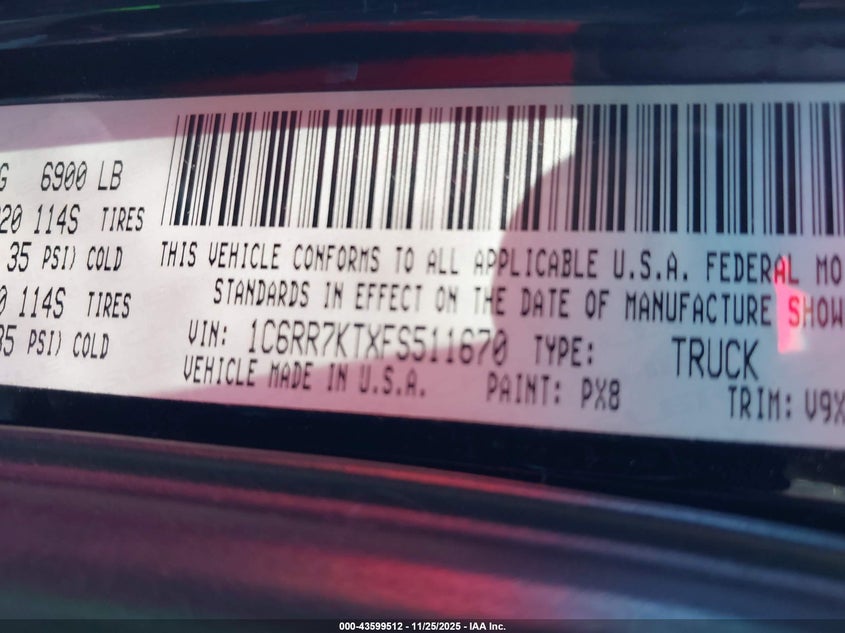 G 6900 LB
20 114S TIRES
35 PSI) COLD
0 114S TIRES
35 PSI) COLD
THIS VEHICLE CONFORMS TO ALL APPLICABLE U.S.A. FEDERAL MO
STANDARDS IN EFFECT ON THE DATE OF MANUFACTURE SHOW
VIN: 1C6RR7KTXFS511670 TYPE: TRUCK
VEHICLE MADE IN U.S.A. PAINT: PX8 TRIM: V9X
000-43599512 - 11/25/2025 - IAA Inc.